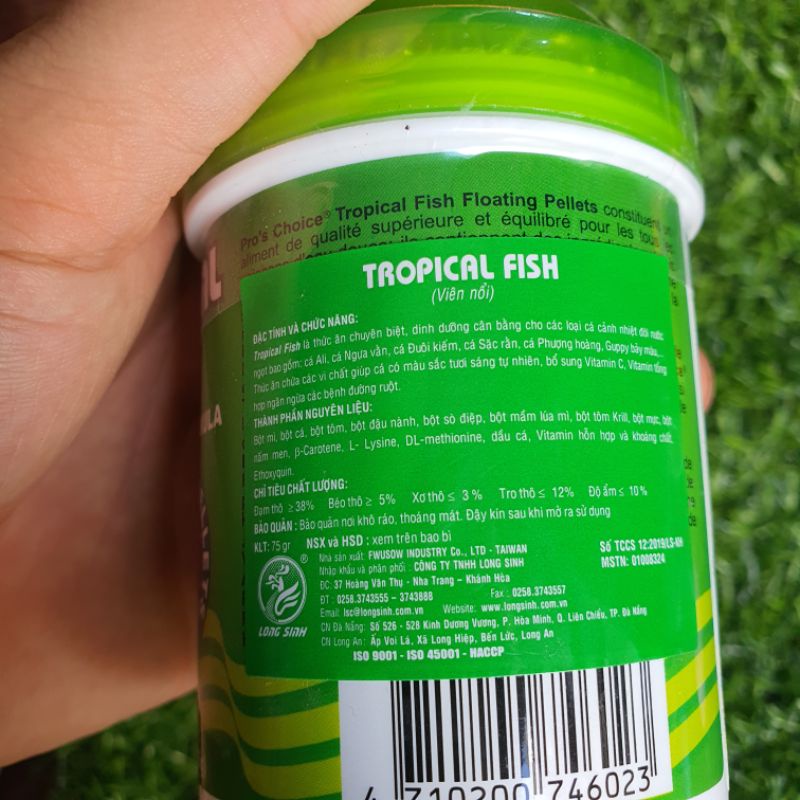 Pro's Choice® Tropical Fish Floating Pellets constituent un
aliment de qualité supérieure et équilibré pour les tous
TROPICAL FISH
(Viên nổi)
ĐẶC TÍNH VÀ CHỨC NĂNG:
Tropical Fish là thức ăn chuyên biệt, dinh dưỡng cân bằng cho các loại cá cảnh nhiệt đới nước
ngọt bao gồm: cá Ali, cá Ngựa vằn, cá Đuôi kiếm, cá Sặc rằn, cá Phượng hoàng, Guppy bảy màu,...
Thức ăn chứa các vi chất giúp cá có màu sắc tươi sáng tự nhiên, bổ sung Vitamin C, Vitamin tổng
hợp ngăn ngừa các bệnh đường ruột.
THÀNH PHẦN NGUYÊN LIỆU:
Bột mì, bột cá, bột tôm, bột đậu nành, bột sò điệp, bột mầm lúa mì, bột tôm Krill, bột mực, bột
nấm men, β-Carotene, L- Lysine, DL-methionine, dầu cá, Vitamin hỗn hợp và khoáng chất,
Ethoxyquin.
CHỈ TIÊU CHẤT LƯỢNG:
Đạm thô ≥38% Béo thô ≥ 5% Xơ thô ≤ 3% Tro thô ≤ 12% Độ ẩm ≤ 10%
BẢO QUẢN : Bảo quản nơi khô ráo, thoáng mát. Đậy kín sau khi mở ra sử dụng
KLT: 75 gr NSX và HSD : xem trên bao bì
Nhà sản xuất: FWUSOW INDUSTRY Co., LTD - TAIWAN
Số TCCS 12:2019/LS-KH
Nhập khẩu và phân phối : CÔNG TY TNHH LONG SINH
MSTN: 01008324
ĐC: 37 Hoàng Văn Thụ - Nha Trang – Khánh Hòa
ĐT : 0258.3743555 - 3743888 Fax : 0258.3743557
Email: lsc@longsinh.com.vn Website: www.longsinh.com.vn
CN Đà Nẵng: Số 526 - 528 Kinh Dương Vương, P. Hòa Minh, Q. Liên Chiểu, TP. Đà Nẵng
CN Long An : Ấp Voi Lá, Xã Long Hiệp, Bến Lức, Long An
ISO 9001 - ISO 45001 - HACCP
®
LONG SINH
4 710200 746023